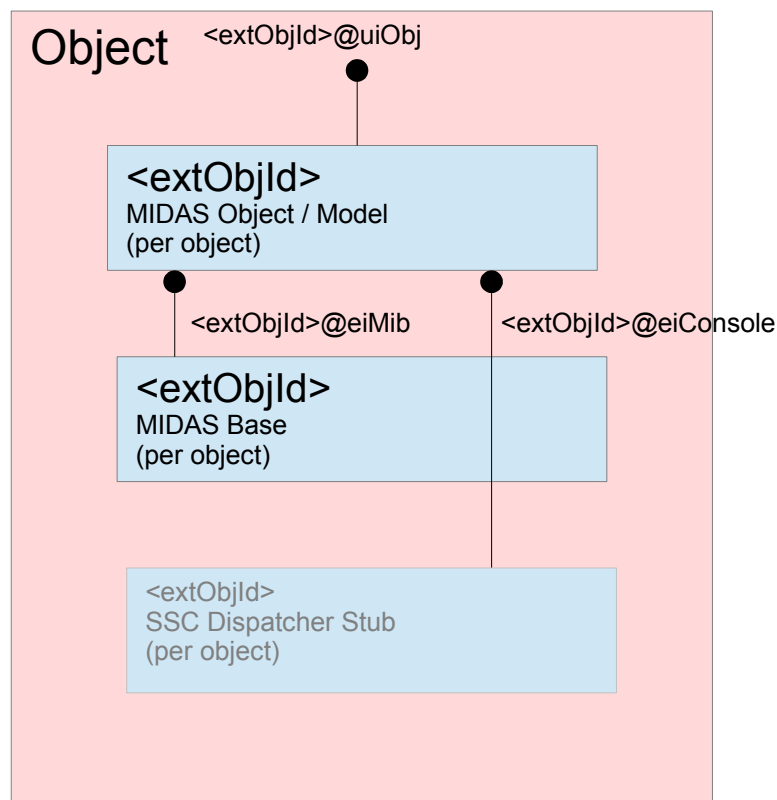 Object
<extObjId>@uiObj
<extObjId>
MIDAS Object / Model
(per object)
<extObjId>@eiMib
<extObjId>@eiConsole
<extObjId>
MIDAS Base
(per object)
<extObjId>
SSC Dispatcher Stub
(per object)